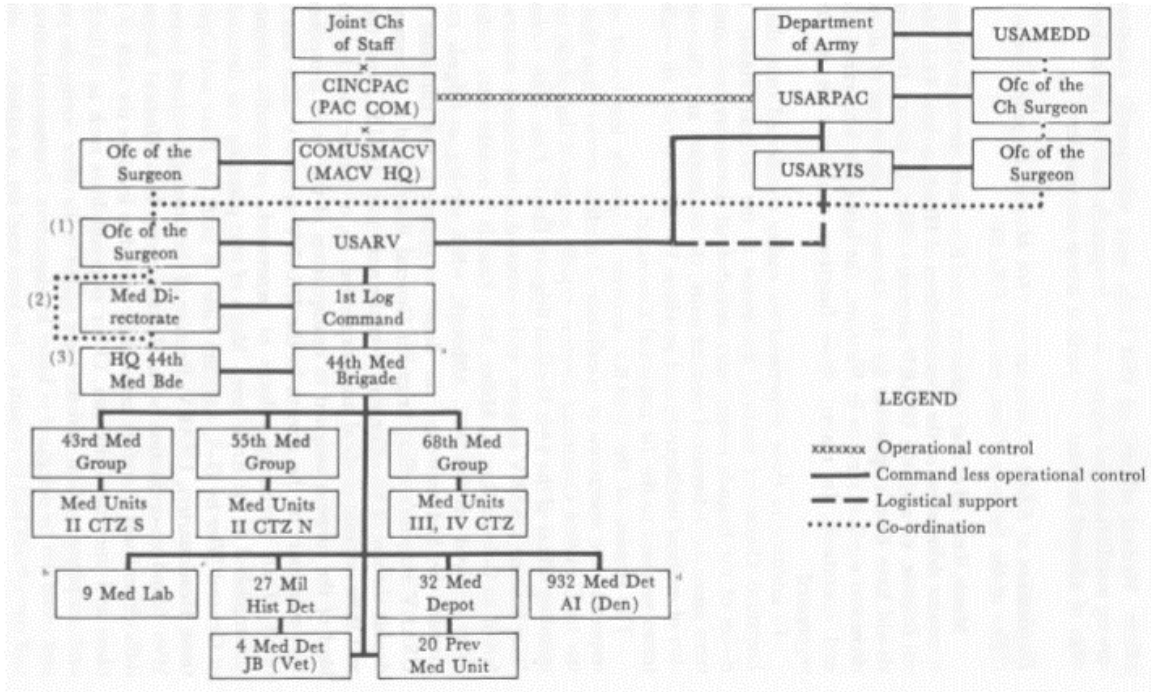 Joint Chs
of Staff
Department
of Army
USAMEDD
CINCPAC
(PAC COM)
xxxxxxxxxxxxxxxxxxxxxxxxxxxxxxxxxxxxxx
USARPAC
Ofc of the
Ch Surgeon
Ofc of the
Surgeon
COMUSMACV
(MACV HQ)
USARYIS
Ofc of the
Surgeon
(1)
Ofc of the
Surgeon
USARV
(2)
Med Di-
rectorate
1st Log
Command
(3)
HQ 44th
Med Bde
44th Med
Brigade
a
43rd Med
Group
55th Med
Group
68th Med
Group
Med Units
II CTZ S
Med Units
II CTZ N
Med Units
III, IV CTZ
b
9 Med Lab
c
27 Mil
Hist Det
32 Med
Depot
932 Med Det
AI (Den)
d
4 Med Det
JB (Vet)
20 Prev
Med Unit
LEGEND
xxxxxxx Operational control
Command less operational control
Logistical support
Co-ordination